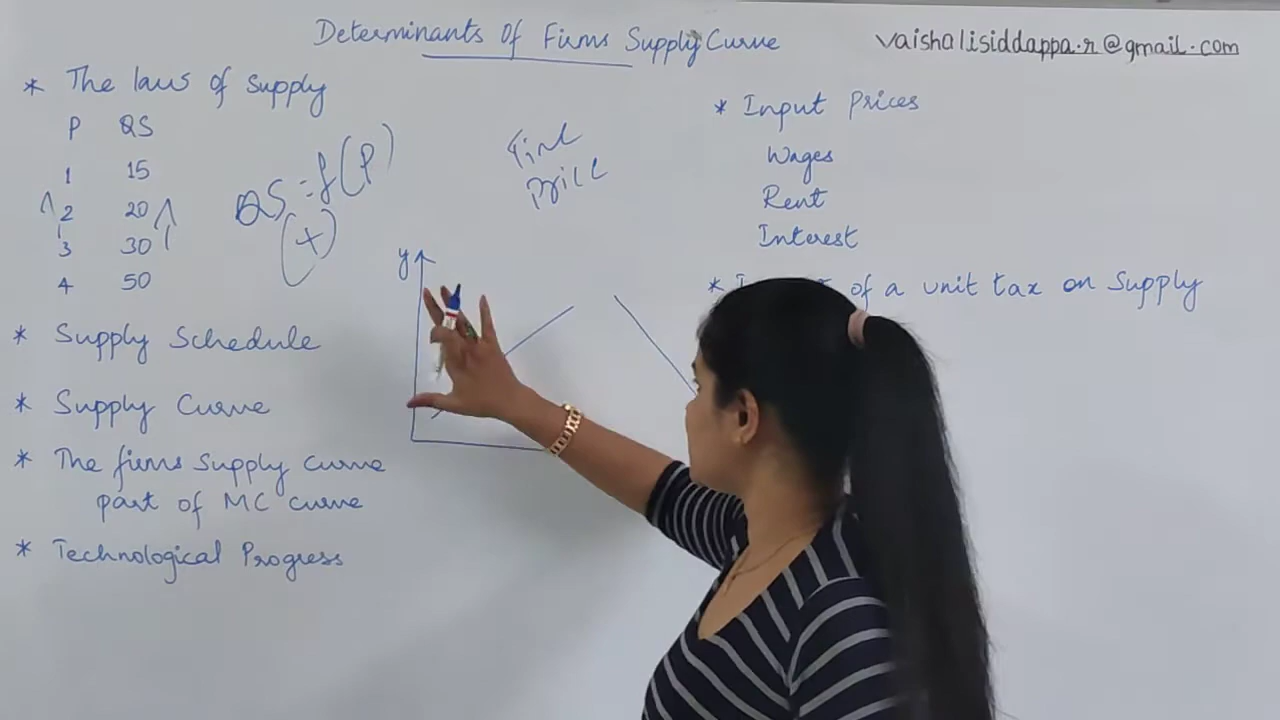 Determinants Of Firms Supply Curve
vaishalisiddappa.r@gmail.com
* The laws of Supply
P QS
1 15
2 20
3 30
4 50
QS = f(P)
(+)
Price
y
* Supply Schedule
* Supply Curve
* The firms Supply Curve
part of MC Curve
* Technological Progress
* Input Prices
Wages
Rent
Interest
* of a unit tax on Supply